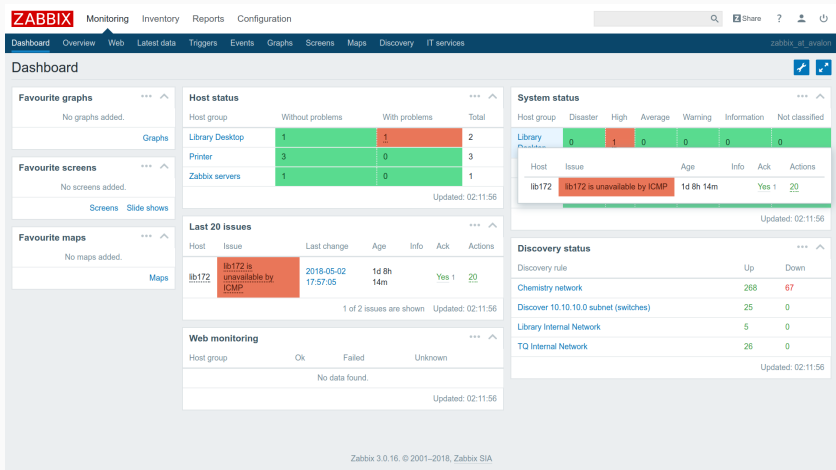 ZABBIX Monitoring Inventory Reports Configuration Z Share ?
Dashboard Overview Web Latest data Triggers Events Graphs Screens Maps Discovery IT services zabbix_at_avalon
Dashboard
Favourite graphs
No graphs added.
Graphs
Favourite screens
No screens added.
Screens Slide shows
Favourite maps
No maps added.
Maps
Host status
Host group Without problems With problems Total
Library Desktop 1 1 2
Printer 3 0 3
Zabbix servers 1 0 1
Updated: 02:11:56
Last 20 issues
Host Issue Last change Age Info Ack Actions
lib172 lib172 is unavailable by ICMP 2018-05-02 17:57:05 1d 8h 14m Yes 1 20
1 of 2 issues are shown Updated: 02:11:56
Web monitoring
Host group Ok Failed Unknown
No data found.
Updated: 02:11:56
System status
Host group Disaster High Average Warning Information Not classified
Library 0 1 0 0 0 0
Host Issue Age Info Ack Actions
lib172 lib172 is unavailable by ICMP 1d 8h 14m Yes 1 20
Updated: 02:11:56
Discovery status
Discovery rule Up Down
Chemistry network 268 67
Discover 10.10.10.0 subnet (switches) 25 0
Library Internal Network 5 0
TQ Internal Network 26 0
Updated: 02:11:56
Zabbix 3.0.16. © 2001–2018, Zabbix SIA